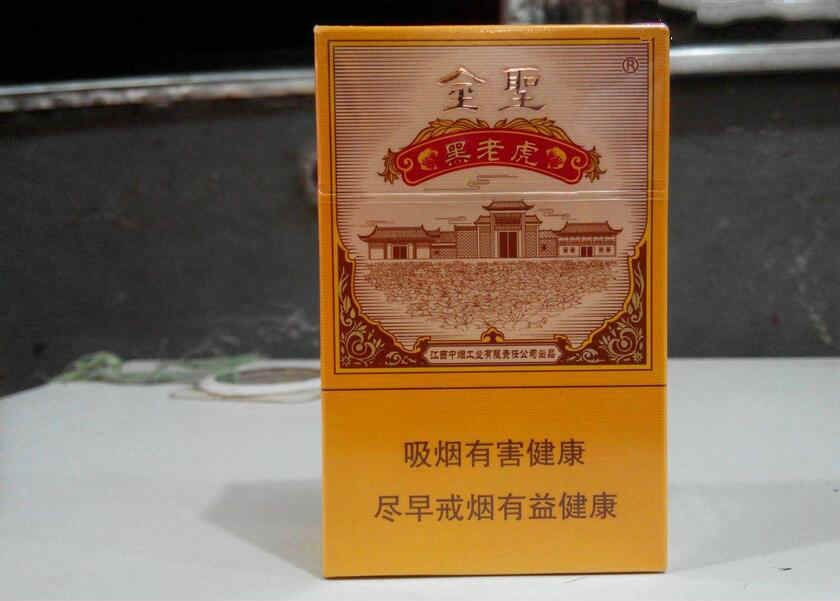 金聖
®
黑老虎
江西中烟工业有限责任公司出品
吸烟有害健康
尽早戒烟有益健康